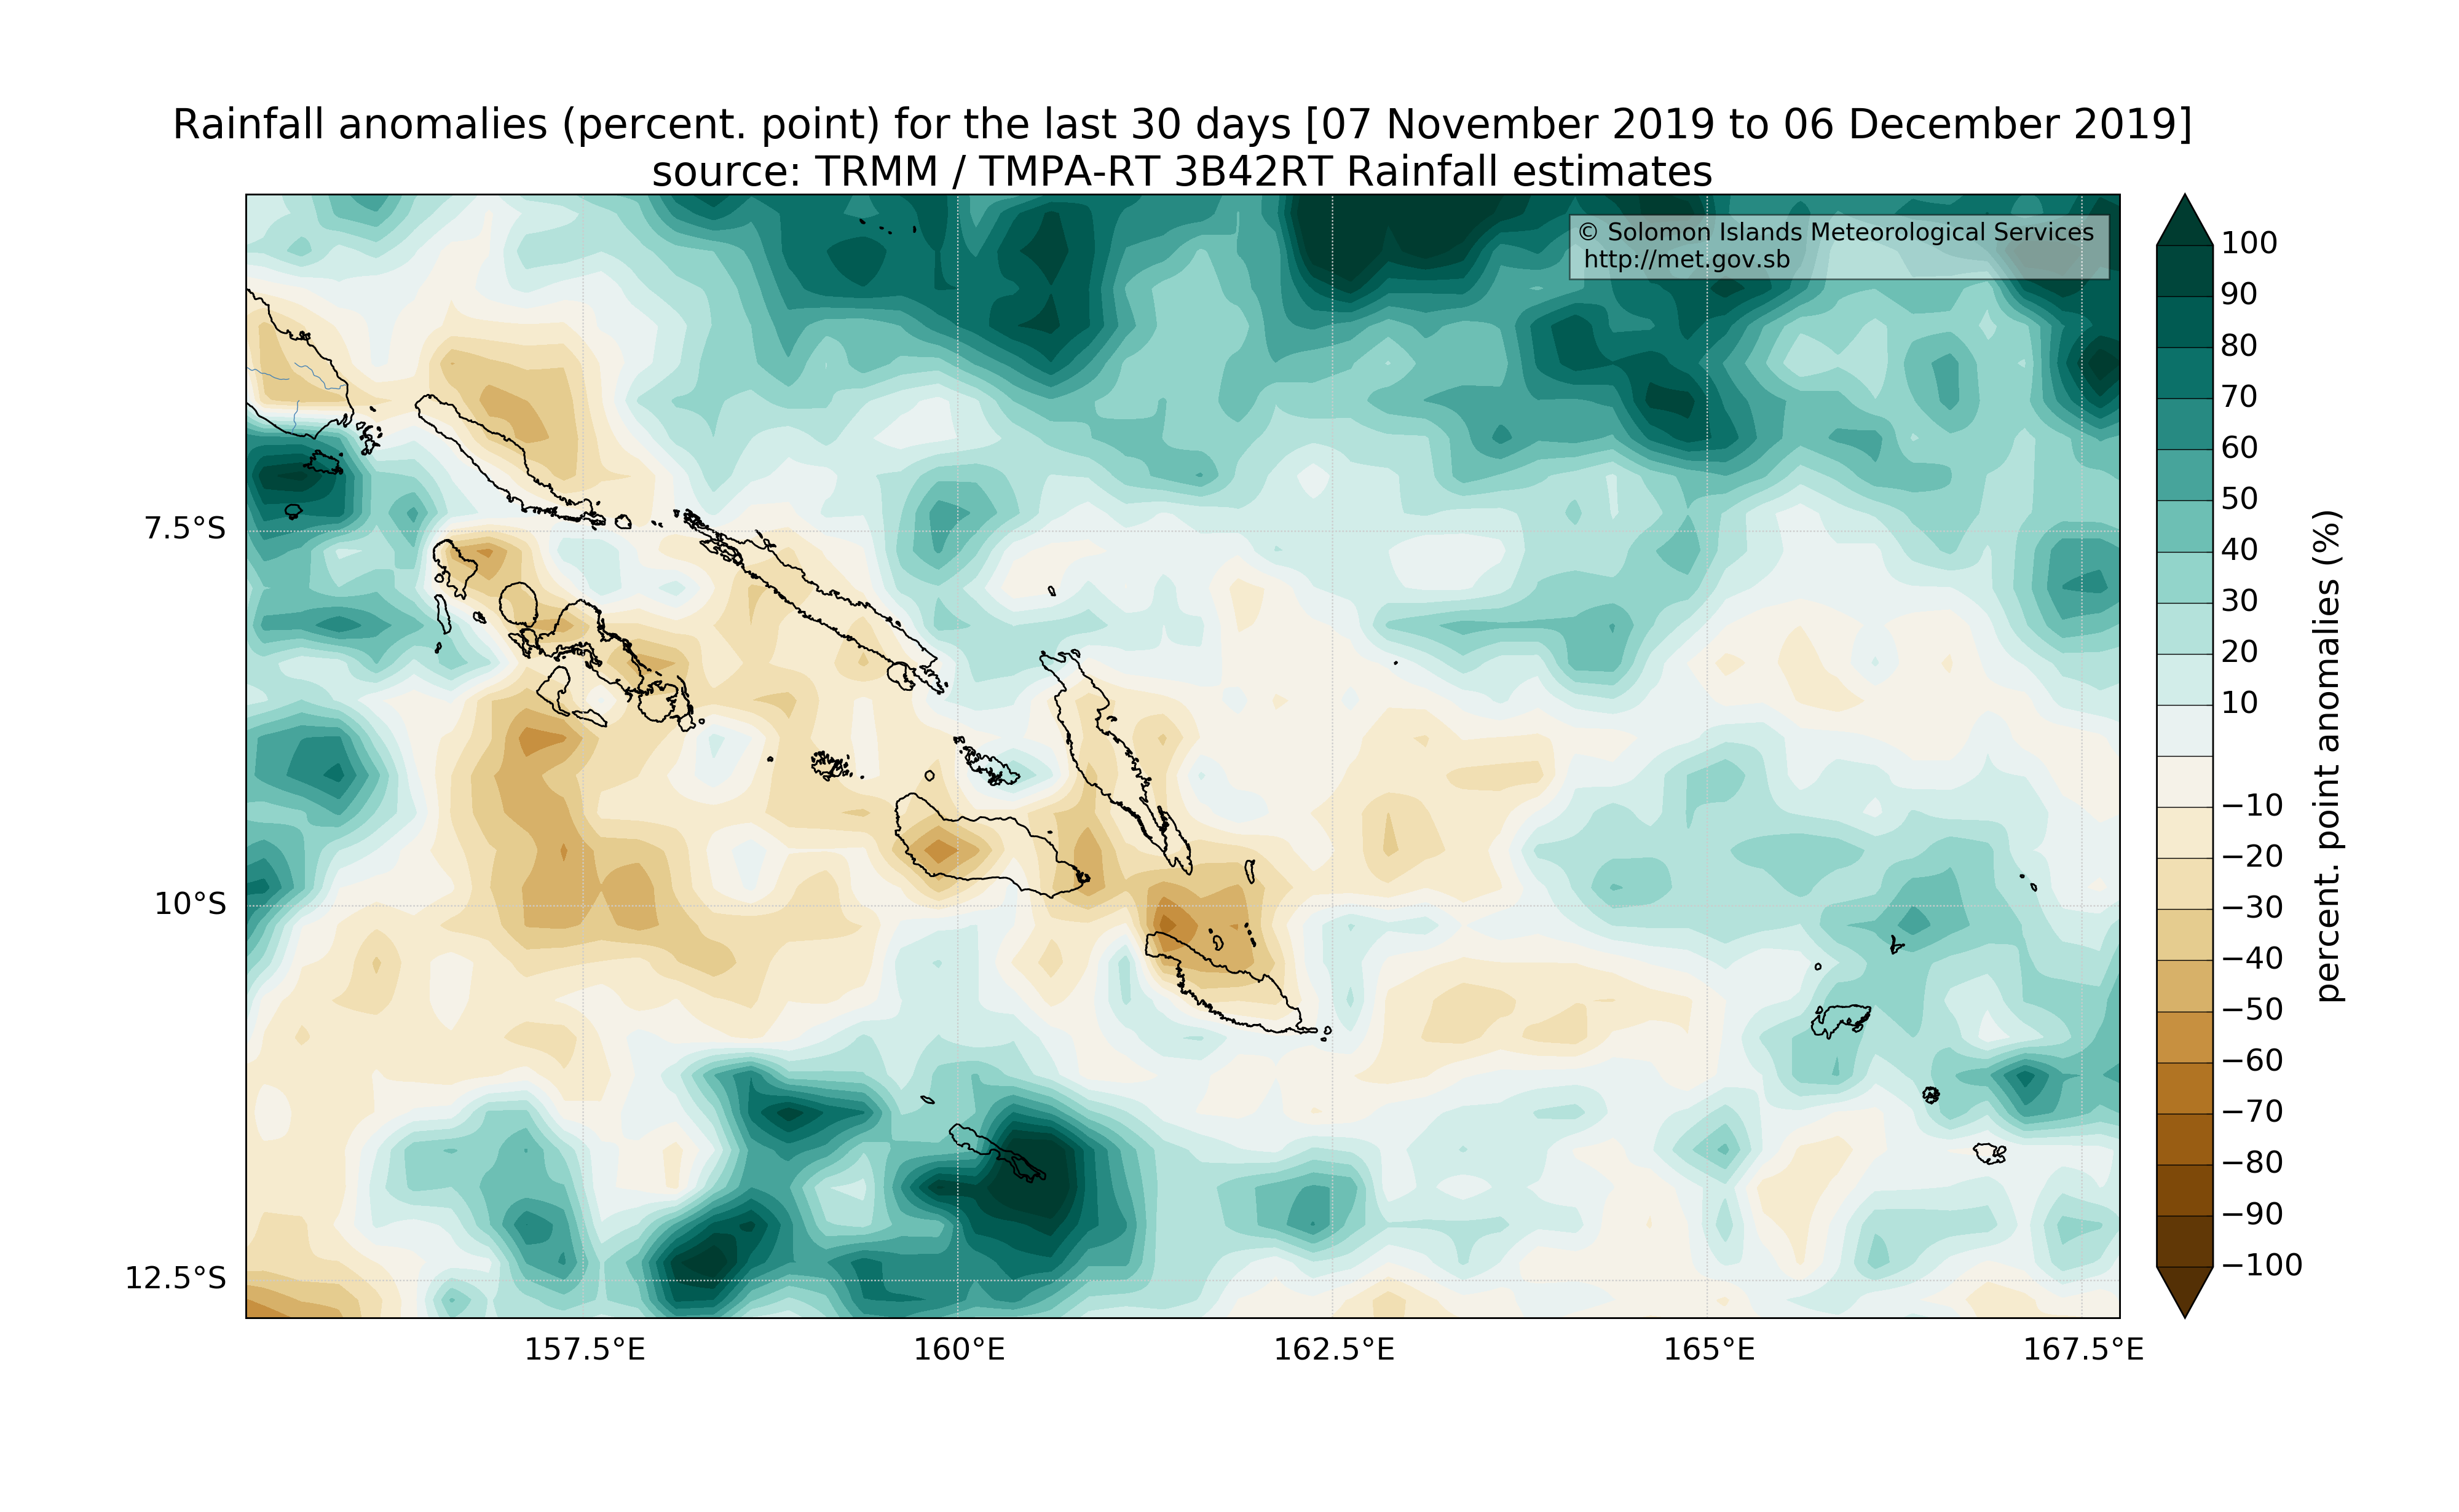 Rainfall anomalies (percent. point) for the last 30 days [07 November 2019 to 06 December 2019]
source: TRMM / TMPA-RT 3B42RT Rainfall estimates
© Solomon Islands Meteorological Services
http://met.gov.sb
7.5°S
10°S
12.5°S
157.5°E
160°E
162.5°E
165°E
167.5°E
100
90
80
70
60
50
40
30
20
10
−10
−20
−30
−40
−50
−60
−70
−80
−90
−100
percent. point anomalies (%)